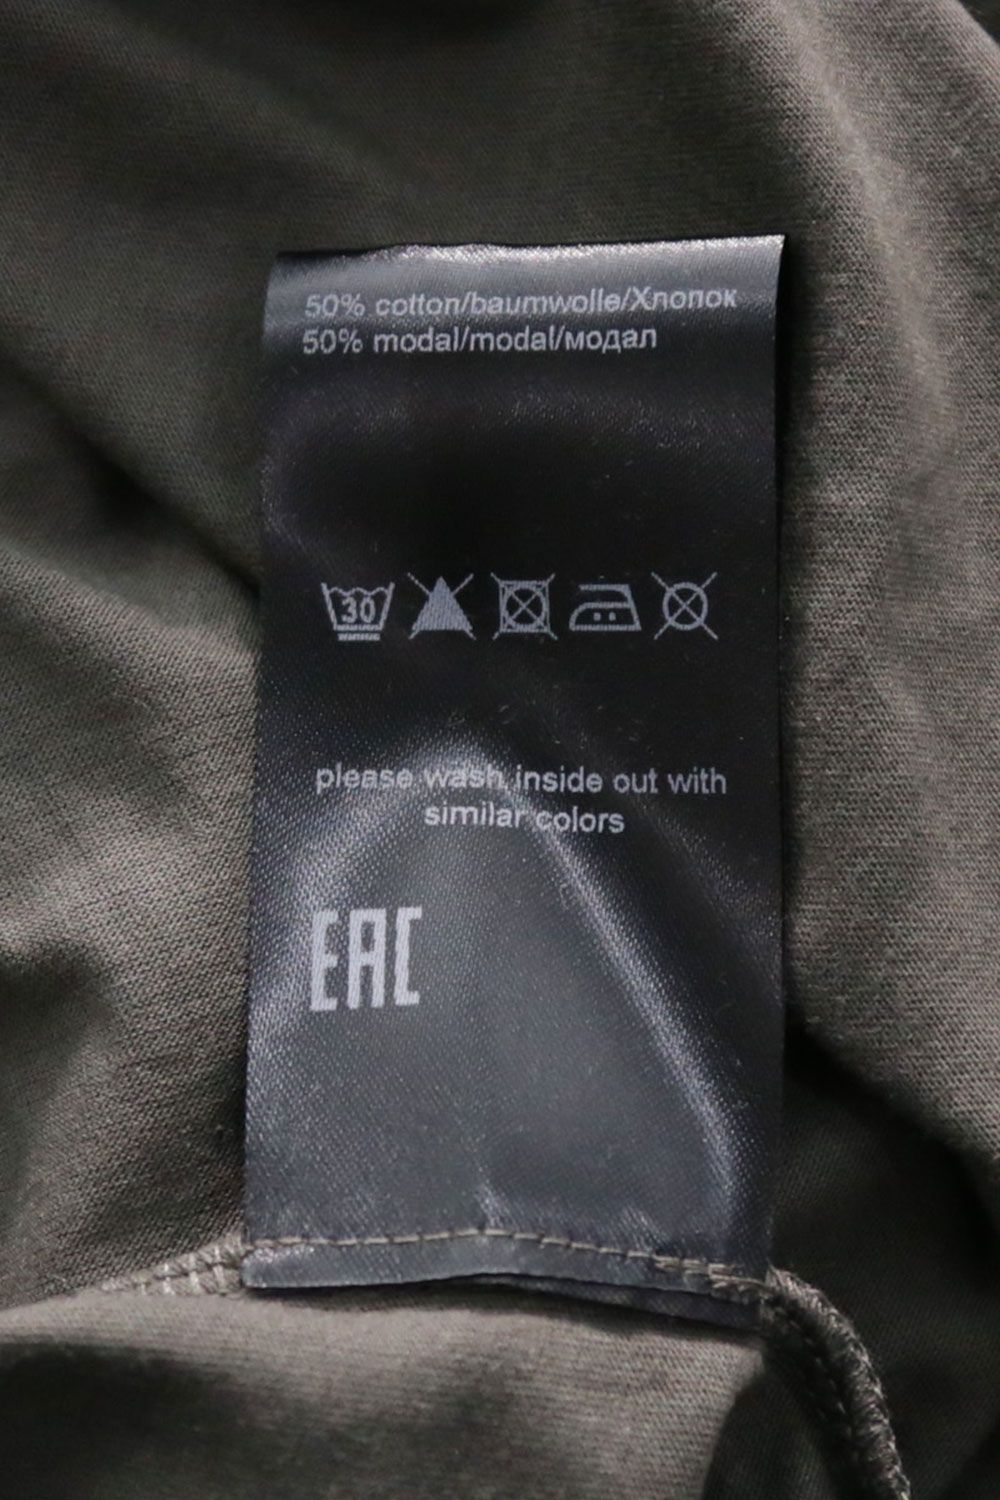 50% cotton/baumwolle/Хлопок
50% modal/modal/модал
30
please wash inside out with
similar colors
EAC